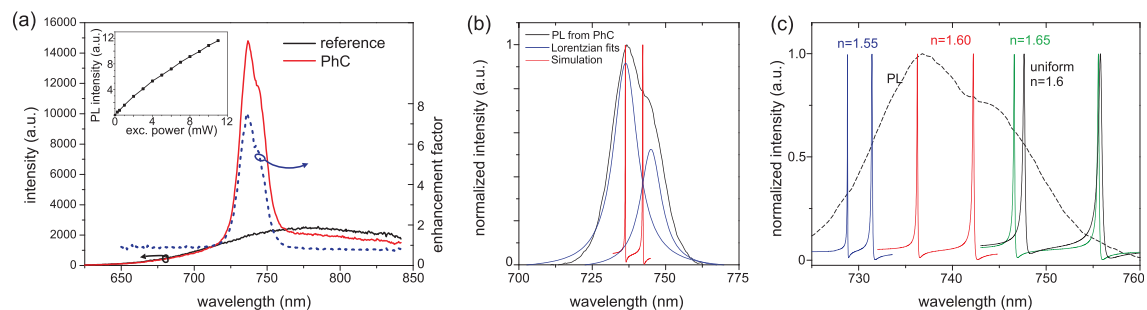 (a)
16000
14000
12000
10000
8000
6000
4000
2000
0
intensity (a.u.)
650
700
750
800
850
wavelength (nm)
8
6
4
2
0
enhancement factor
reference
PhC
12
8
4
PL intensity (a.u.)
0
4
8
12
exc. power (mW)
(b)
PL from PhC
Lorentzian fits
Simulation
1
0
normalized intensity (a.u.)
700
725
750
775
wavelength (nm)
(c)
n=1.55
n=1.60
n=1.65
uniform
n=1.6
PL
1.0
0.5
0
normalized intensity (a.u.)
730
740
750
760
wavelength (nm)